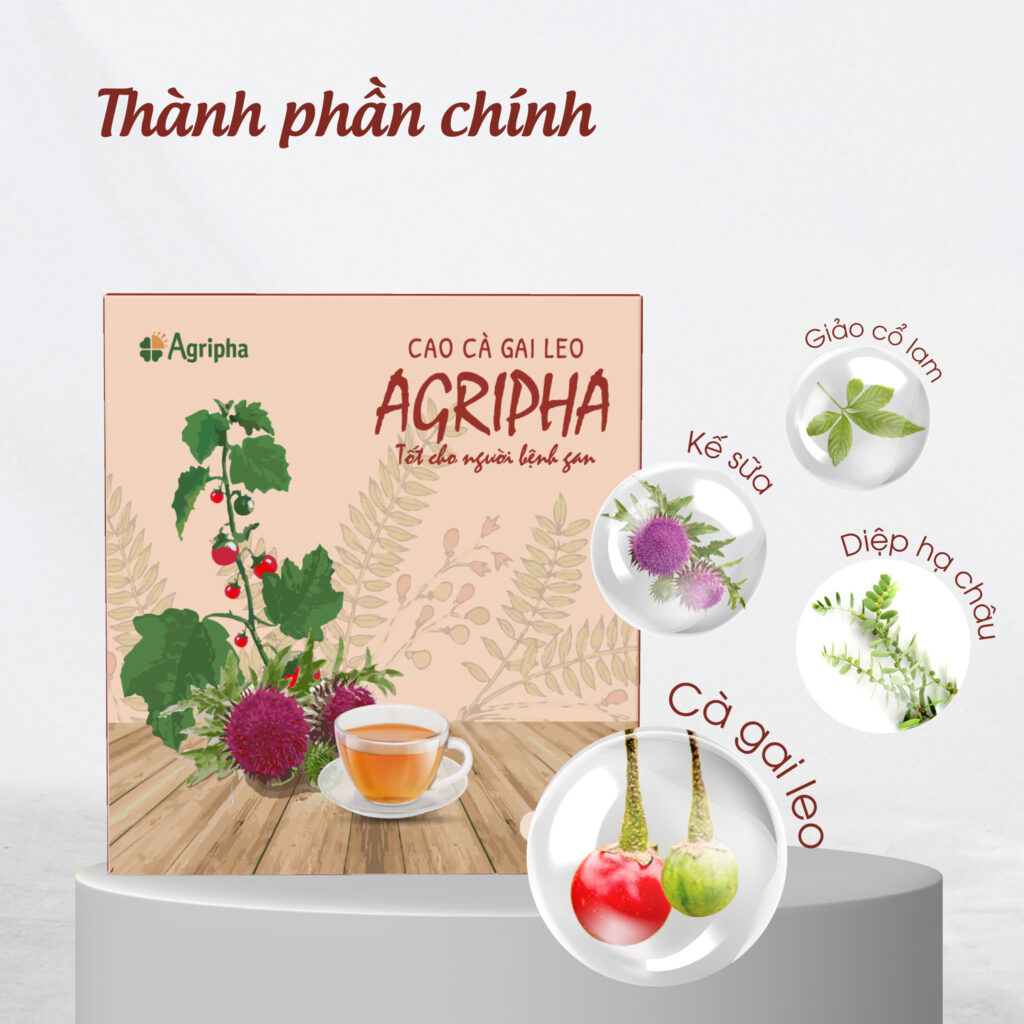 Thành phần chính
Agripha
CAO CÀ GAI LEO
AGRIPHA
Tốt cho người bệnh gan
Giảo cổ lam
Kế sữa
Diệp hạ châu
Cà gai leo